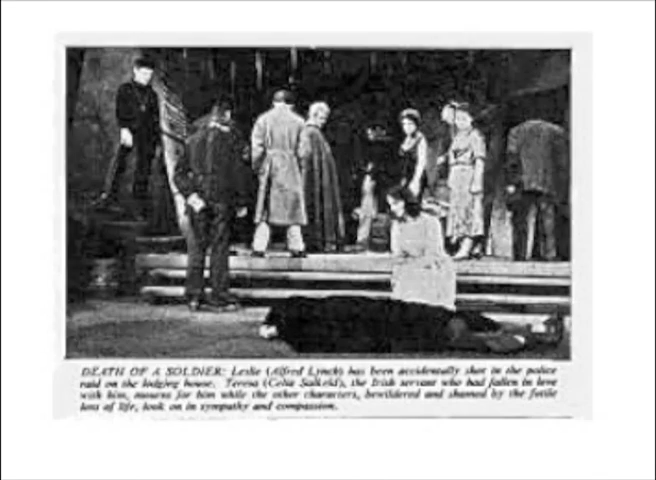 DEATH OF A SOLDIER: Leslie (Alfred Lynch) has been accidentally shot in the police
raid on the lodging house. Teresa (Celia Salkeld), the Irish servant who had fallen in love
with him, mourns for him while the other characters, bewildered and shamed by the futile
loss of life, look on in sympathy and compassion.